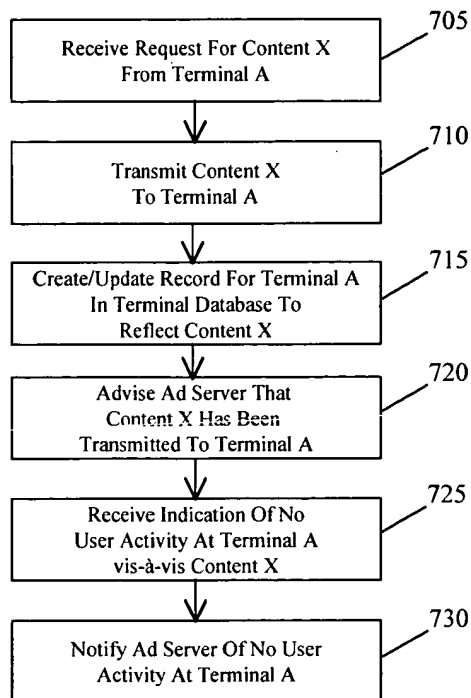 705
Receive Request For Content X
From Terminal A
710
Transmit Content X
To Terminal A
715
Create/Update Record For Terminal A
In Terminal Database To
Reflect Content X
720
Advise Ad Server That
Content X Has Been
Transmitted To Terminal A
725
Receive Indication Of No
User Activity At Terminal A
vis-à-vis Content X
730
Notify Ad Server Of No User
Activity At Terminal A